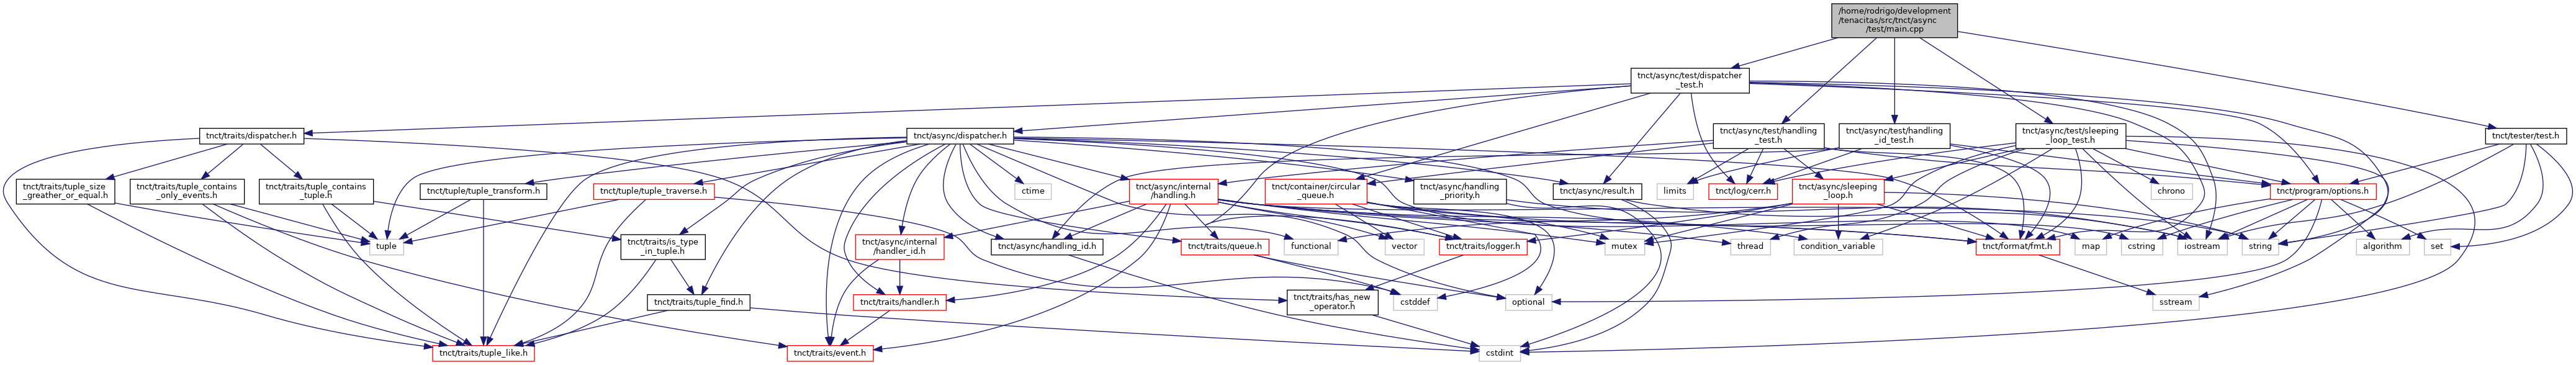 /home/rodrigo/development
/tenacitas/src/tnct/async
/test/main.cpp
tnct/async/test/dispatcher
_test.h
tnct/traits/dispatcher.h
tnct/async/dispatcher.h
tnct/async/test/handling
_test.h
tnct/async/test/handling
_id_test.h
tnct/async/test/sleeping
_loop_test.h
tnct/tester/test.h
tnct/traits/tuple_size
_greather_or_equal.h
tnct/traits/tuple_contains
_only_events.h
tnct/traits/tuple_contains
_tuple.h
tnct/tuple/tuple_transform.h
tnct/tuple/tuple_traverse.h
ctime
tnct/async/internal
/handling.h
tnct/container/circular
_queue.h
tnct/async/handling
_priority.h
tnct/async/result.h
limits
tnct/log/cerr.h
tnct/async/sleeping
_loop.h
chrono
tnct/program/options.h
tuple
tnct/traits/is_type
_in_tuple.h
tnct/async/internal
/handler_id.h
tnct/async/handling_id.h
tnct/traits/queue.h
functional
vector
tnct/traits/logger.h
mutex
thread
condition_variable
tnct/format/fmt.h
map
cstring
iostream
string
algorithm
set
tnct/traits/tuple_find.h
tnct/traits/handler.h
tnct/traits/has_new
_operator.h
cstddef
optional
sstream
tnct/traits/tuple_like.h
tnct/traits/event.h
cstdint